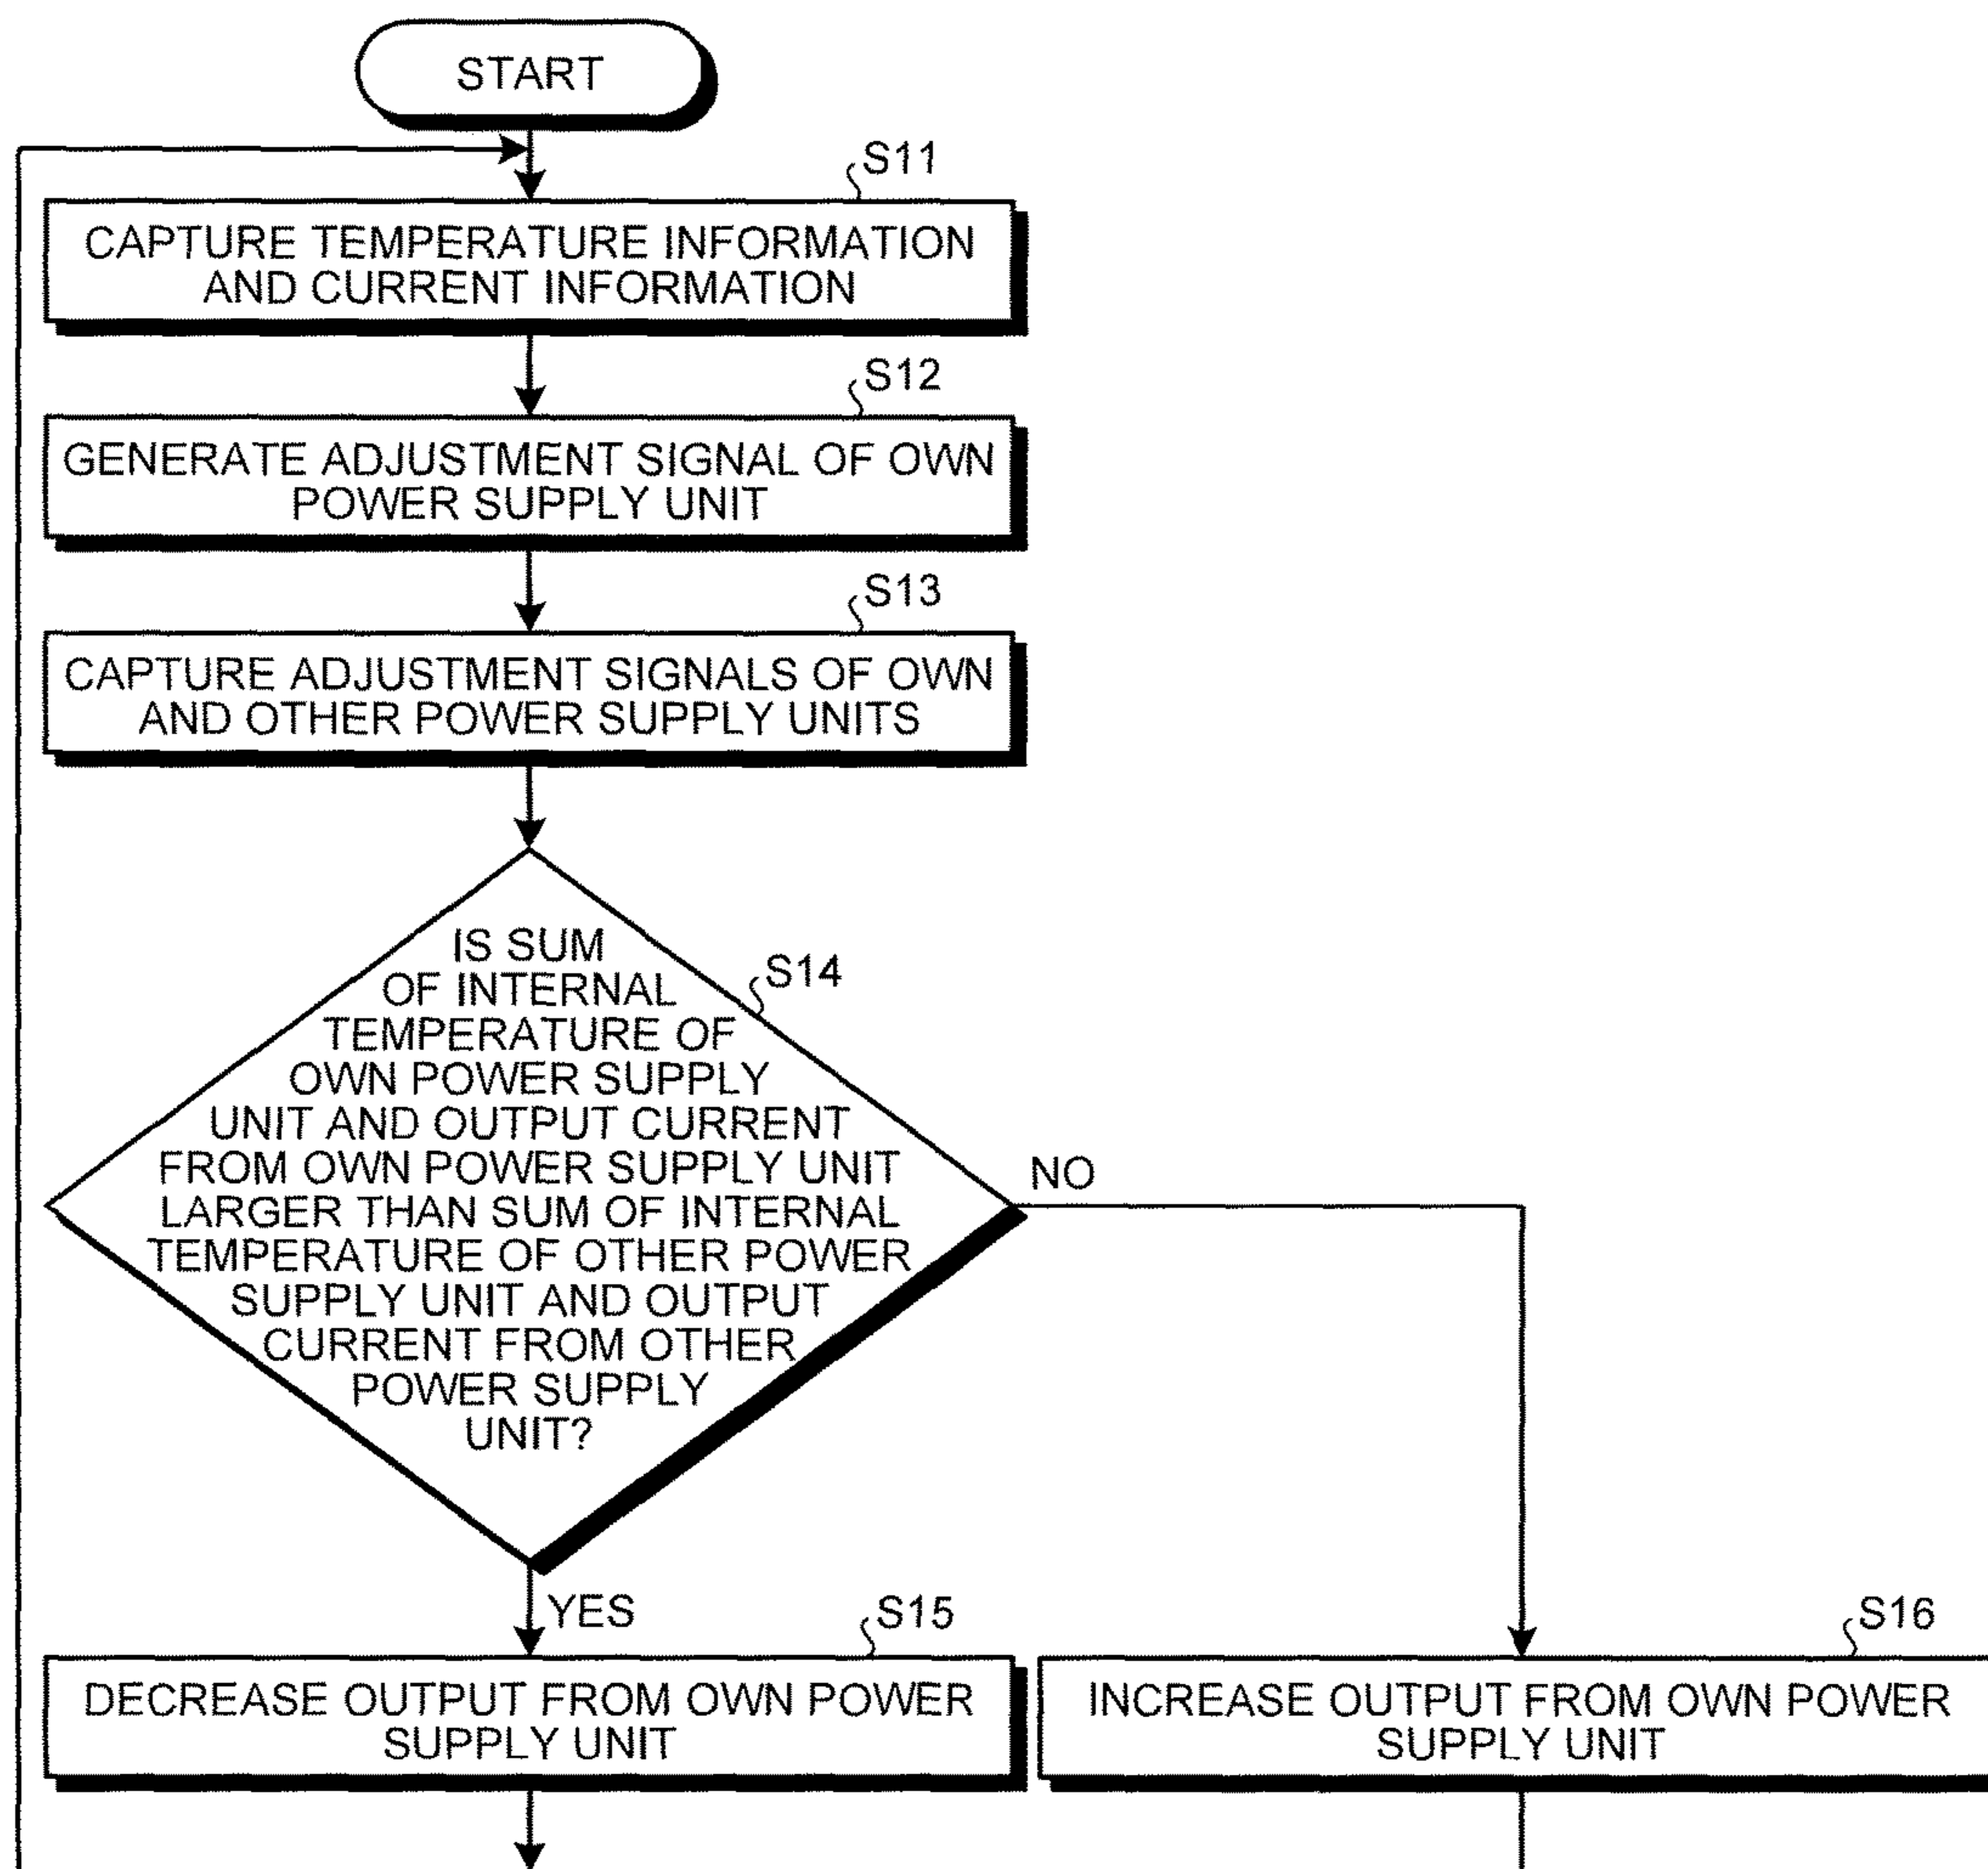 START
S11
CAPTURE TEMPERATURE INFORMATION
AND CURRENT INFORMATION
S12
GENERATE ADJUSTMENT SIGNAL OF OWN
POWER SUPPLY UNIT
S13
CAPTURE ADJUSTMENT SIGNALS OF OWN
AND OTHER POWER SUPPLY UNITS
S14
IS SUM
OF INTERNAL
TEMPERATURE OF
OWN POWER SUPPLY
UNIT AND OUTPUT CURRENT
FROM OWN POWER SUPPLY UNIT
LARGER THAN SUM OF INTERNAL
TEMPERATURE OF OTHER POWER
SUPPLY UNIT AND OUTPUT
CURRENT FROM OTHER
POWER SUPPLY
UNIT?
NO
YES
S15
DECREASE OUTPUT FROM OWN POWER
SUPPLY UNIT
S16
INCREASE OUTPUT FROM OWN POWER
SUPPLY UNIT